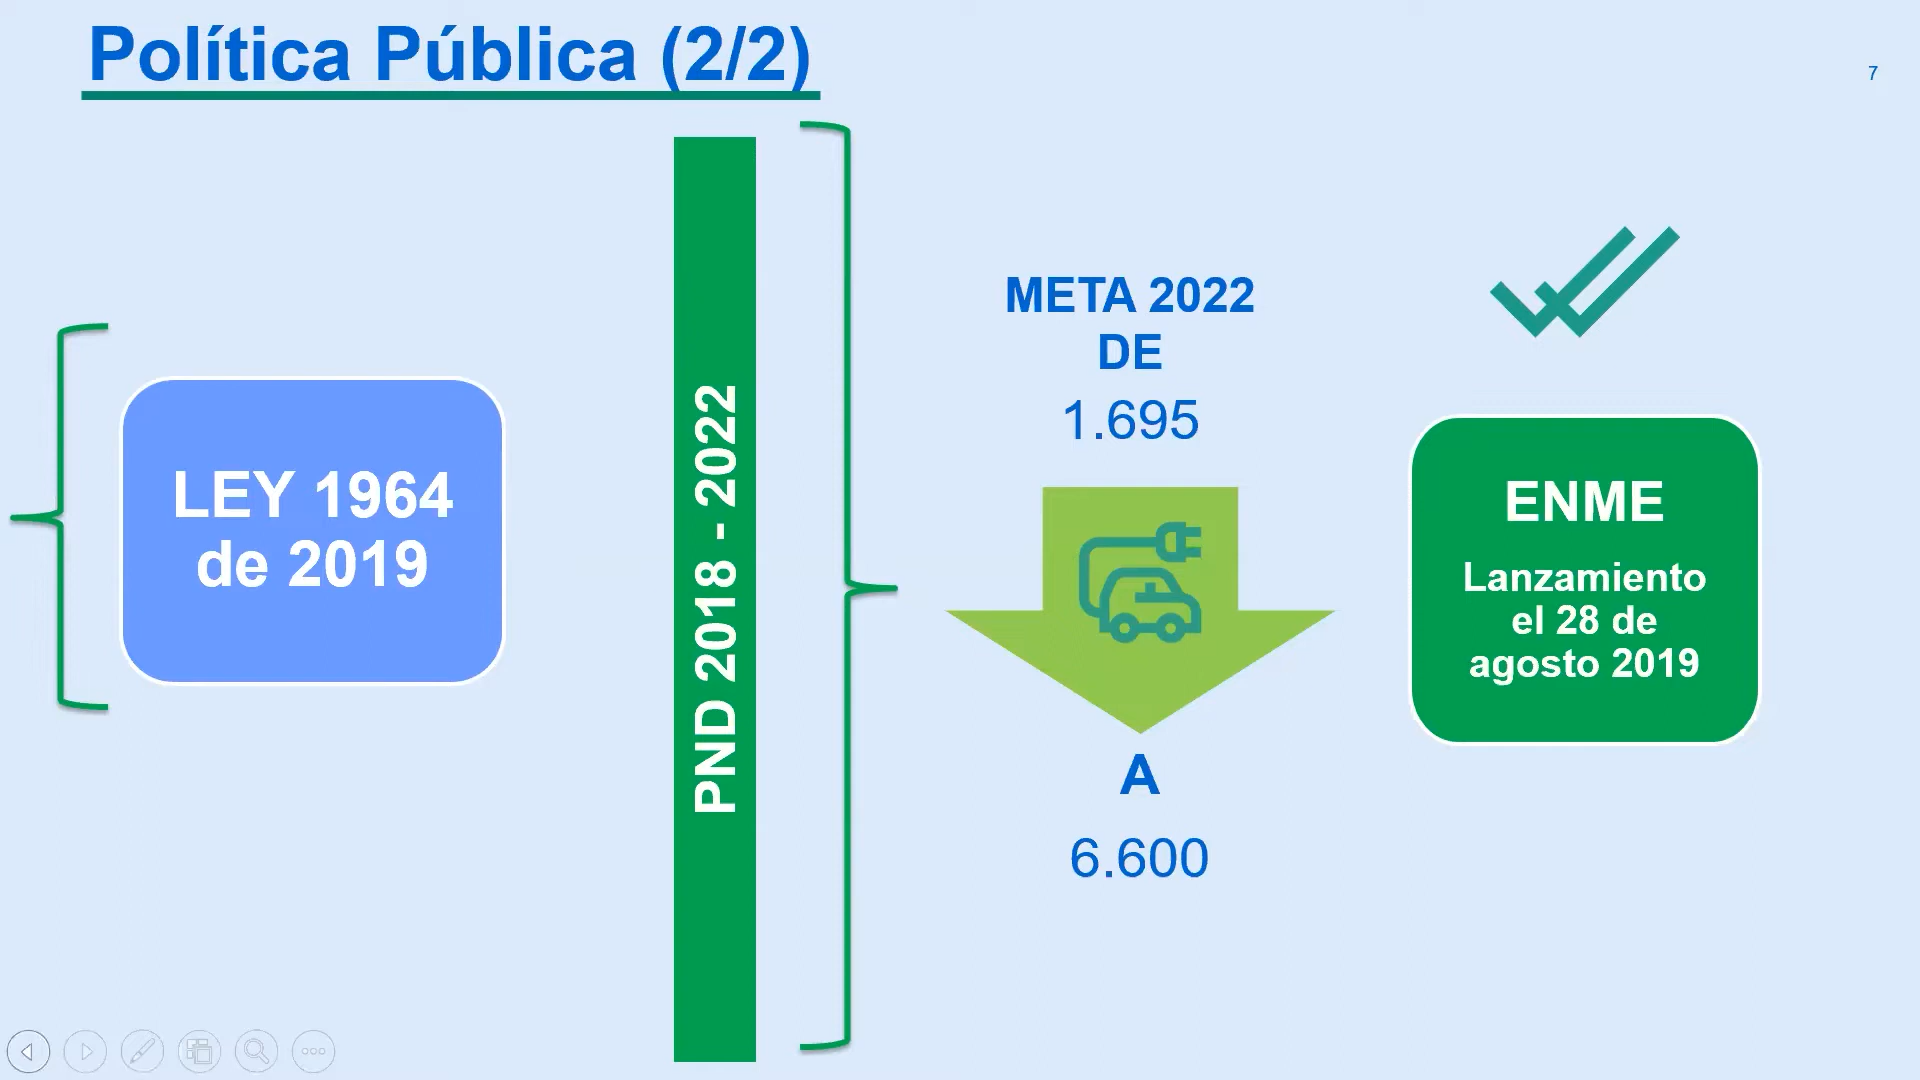 Política Pública (2/2)
7
LEY 1964
de 2019
PND 2018 - 2022
META 2022
DE
1.695
A
6.600
ENME
Lanzamiento
el 28 de
agosto 2019